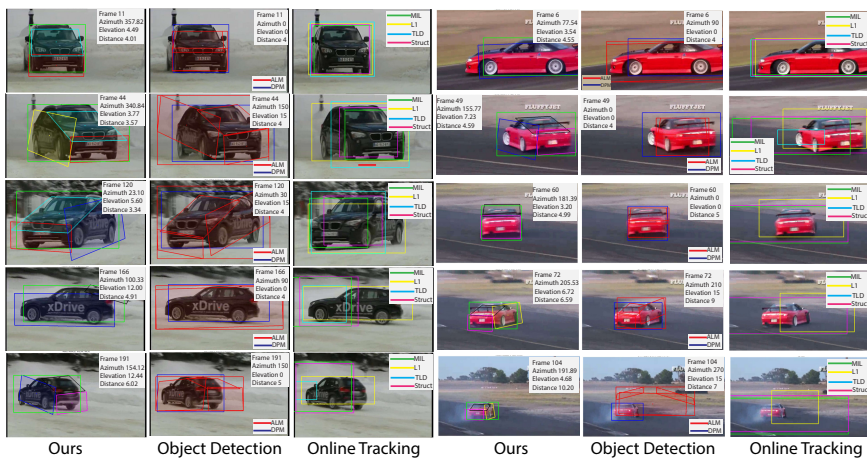 Frame 11
Azimuth 357.82
Elevation 4.49
Distance 4.01
Frame 11
Azimuth 0
Elevation 0
Distance 4
ALM
DPM
MIL
L1
TLD
Struct
Frame 6
Azimuth 77.54
Elevation 3.54
Distance 4.55
Frame 6
Azimuth 90
Elevation 0
Distance 4
ALM
DPM
MIL
L1
TLD
Struct
Frame 44
Azimuth 340.84
Elevation 3.77
Distance 3.57
Frame 44
Azimuth 150
Elevation 15
Distance 4
ALM
DPM
MIL
L1
TLD
Struct
Frame 49
Azimuth 155.77
Elevation 7.23
Distance 4.59
FLUFFYJET
Frame 49
Azimuth 0
Elevation 0
Distance 4
FLUFFYJET
ALM
DPM
FLUFFYJET
MIL
L1
TLD
Struct
Frame 120
Azimuth 23.10
Elevation 5.60
Distance 3.34
Frame 120
Azimuth 30
Elevation 15
Distance 4
ALM
DPM
MIL
L1
TLD
Struct
Frame 60
Azimuth 181.39
Elevation 3.20
Distance 4.99
Frame 60
Azimuth 0
Elevation 0
Distance 5
ALM
DPM
MIL
L1
TLD
Struct
Frame 166
Azimuth 100.33
Elevation 12.00
Distance 4.91
xDrive
Frame 166
Azimuth 90
Elevation 0
Distance 4
xDrive
ALM
DPM
xDrive
MIL
L1
TLD
Struct
Frame 72
Azimuth 205.53
Elevation 6.72
Distance 6.59
Frame 72
Azimuth 210
Elevation 15
Distance 9
ALM
DPM
MIL
L1
TLD
Struct
Frame 191
Azimuth 154.12
Elevation 12.44
Distance 6.02
Frame 191
Azimuth 150
Elevation 0
Distance 5
ALM
DPM
MIL
L1
TLD
Struct
Frame 104
Azimuth 191.89
Elevation 4.68
Distance 10.20
Frame 104
Azimuth 270
Elevation 15
Distance 7
ALM
DPM
MIL
L1
TLD
Struct
Ours
Object Detection
Online Tracking
Ours
Object Detection
Online Tracking